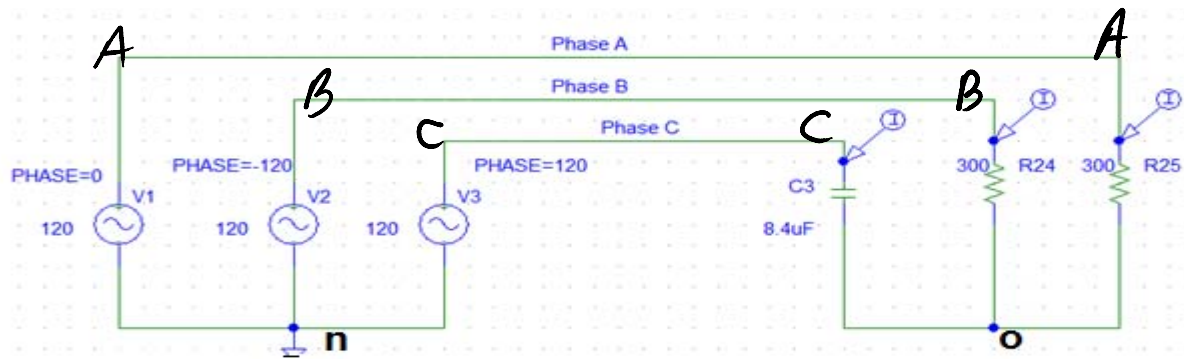 A
Phase A
A
B
Phase B
B
C
Phase C
C
I
I
I
PHASE=0
PHASE=-120
PHASE=120
V1
V2
V3
120
120
120
C3
8.4uF
300
R24
300
R25
n
o